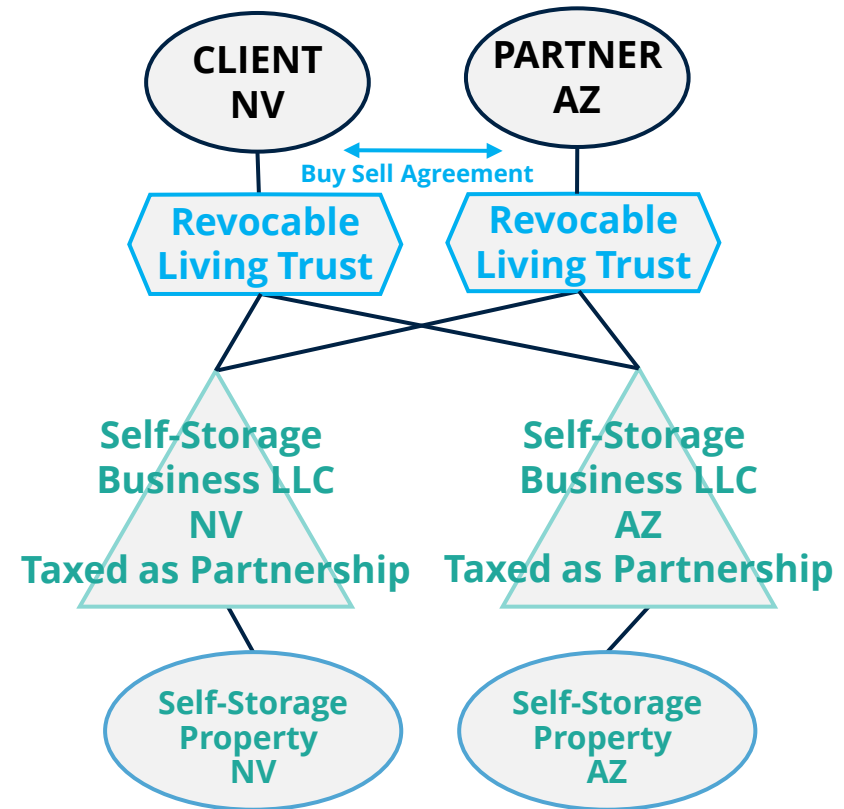 CLIENT
NV
PARTNER
AZ
Buy Sell Agreement
Revocable
Living Trust
Revocable
Living Trust
Self-Storage
Business LLC
NV
Taxed as Partnership
Self-Storage
Business LLC
AZ
Taxed as Partnership
Self-Storage
Property
NV
Self-Storage
Property
AZ